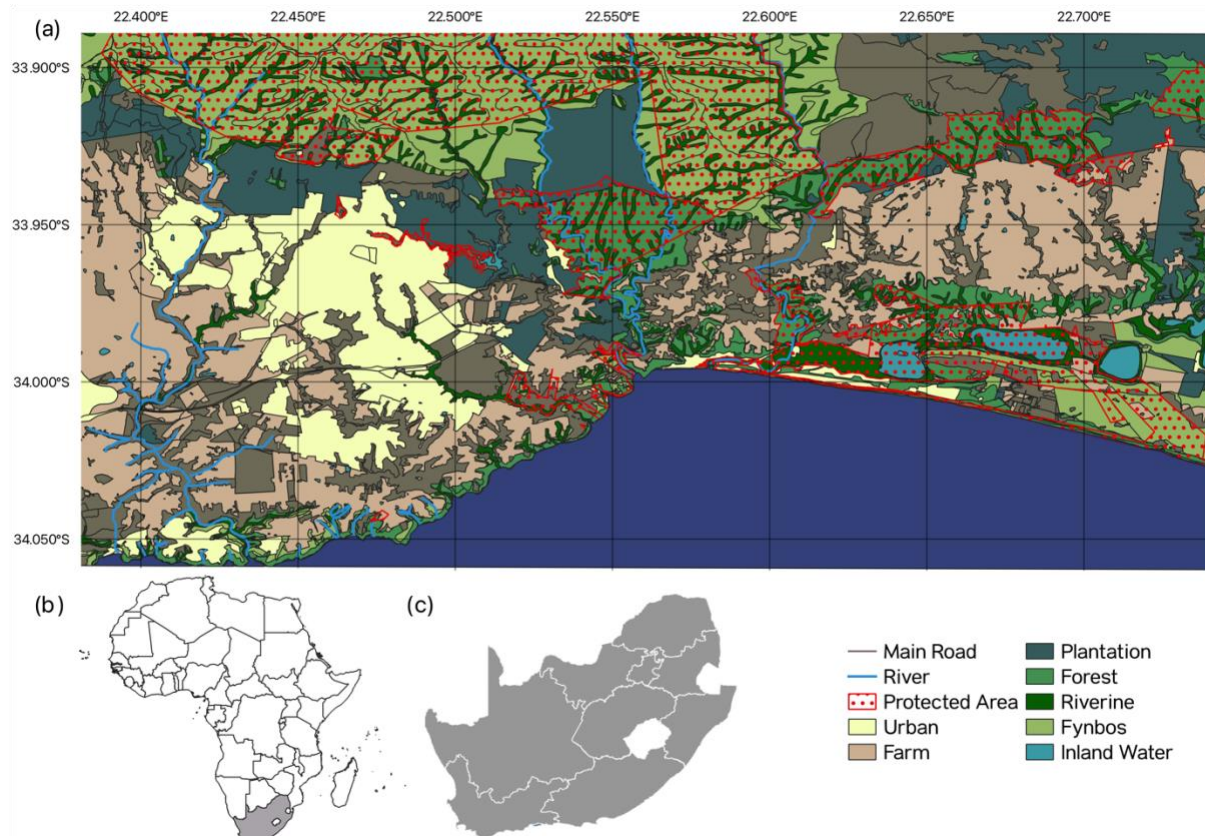 22.400°E 22.450°E 22.500°E 22.550°E 22.600°E 22.650°E 22.700°E
(a)
33.900°S
33.950°S
34.000°S
34.050°S
(b) (c)
Main Road Plantation
River Forest
Protected Area Riverine
Urban Fynbos
Farm Inland Water